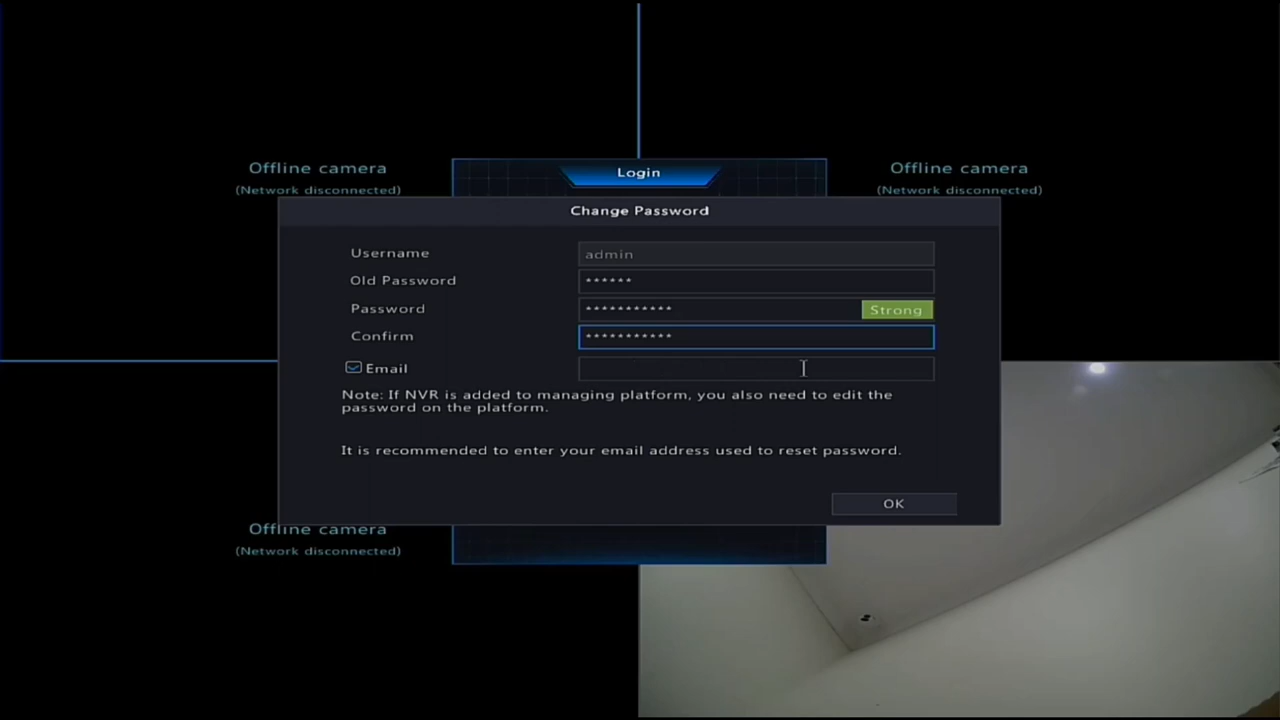 Offline camera
(Network disconnected)
Login
Offline camera
(Network disconnected)
Change Password
Username
admin
Old Password
******
Password
***********
Strong
Confirm
***********
Email
Note: If NVR is added to managing platform, you also need to edit the
password on the platform.
It is recommended to enter your email address used to reset password.
OK
Offline camera
(Network disconnected)